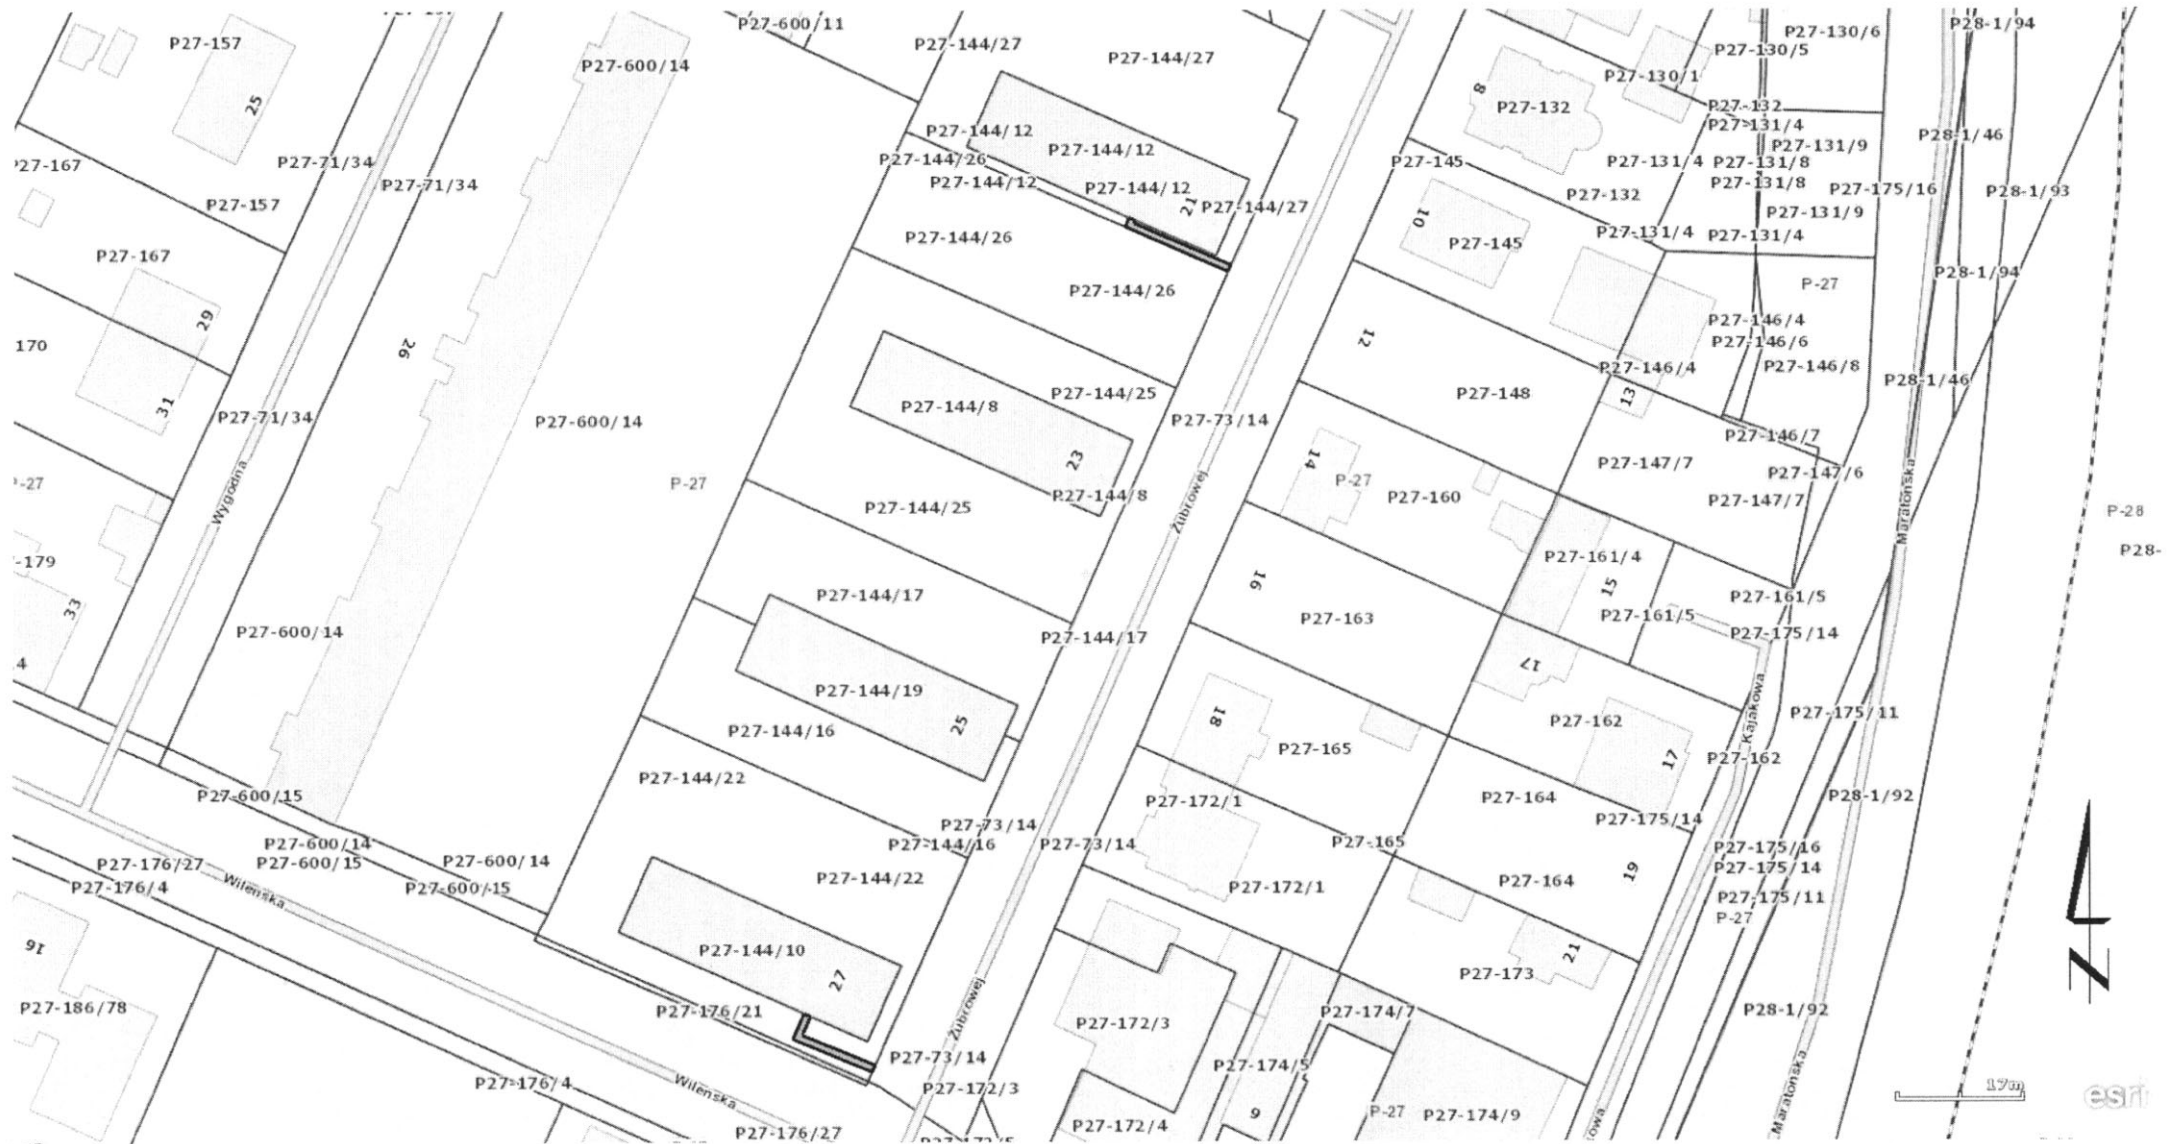 P27-600/11
P28-1/94
P27-130/6
P27-157
P27-144/27
P27-130/5
P27-144/27
P27-600/14
P27-130/1
8
25
P27-132
P27-132
P27-131/4
P27-144/12
P28-1/46
P27-131/9
P27-144/12
P27-144/26
P27-71/34
P27-145
P27-131/4
P27-131/8
P27-167
P27-144/12
P27-131/8
P27-71/34
P27-144/12
P27-132
P27-175/16
P28-1/93
P27-157
21
P27-144/27
P27-131/9
10
P27-131/4
P27-131/4
P27-144/26
P27-145
P27-167
P28-1/94
P-27
P27-144/26
29
P27-146/4
12
P27-146/6
170
26
P27-146/4
P27-146/8
P28-1/46
P27-144/25
P27-148
13
31
P27-144/8
P27-71/34
P27-600/14
P27-73/14
P27-146/7
23
14
P27-147/7
P27-147/6
P-27
P-27
P-27
P27-160
P27-144/8
P27-147/7
Wygodna
Żubrowej
Maratońska
P27-144/25
P-28
P28-
-179
P27-161/4
16
15
P27-144/17
P27-161/5
33
P27-163
P27-161/5
P27-600/14
P27-144/17
P27-175/14
4
17
P27-144/19
Kajakowa
25
18
P27-162
P27-175/11
P27-144/16
P27-165
17
P27-162
P27-144/22
P27-600/15
P27-172/1
P27-164
P28-1/92
P27-73/14
P27-175/14
P27-600/14
P27-144/16
P27-73/14
P27-165
P27-175/16
P27-176/27
P27-600/15
P27-600/14
P27-175/14
P27-176/4
Wileńska
P27-600/15
P27-144/22
P27-172/1
P27-164
19
P27-175/11
P-27
16
P27-144/10
21
27
P27-173
P27-186/78
P27-176/21
Żubrowej
P27-172/3
P27-174/7
P28-1/92
P27-73/14
P27-174/5
P27-176/4
Wileńska
P27-172/3
17m
esri
Maratońska
9
P-27
P27-174/9
P27-172/4
P27-176/27
N